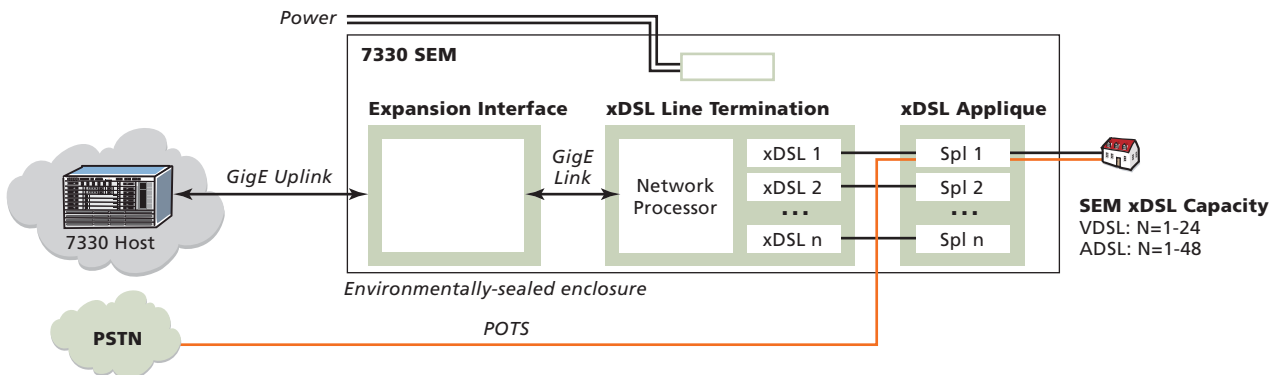 Power
7330 SEM
Expansion Interface
xDSL Line Termination
xDSL Applique
GigE Uplink
GigE
Link
Network
Processor
xDSL 1
xDSL 2
...
xDSL n
Spl 1
Spl 2
...
Spl n
7330 Host
SEM xDSL Capacity
VDSL: N=1-24
ADSL: N=1-48
Environmentally-sealed enclosure
PSTN
POTS